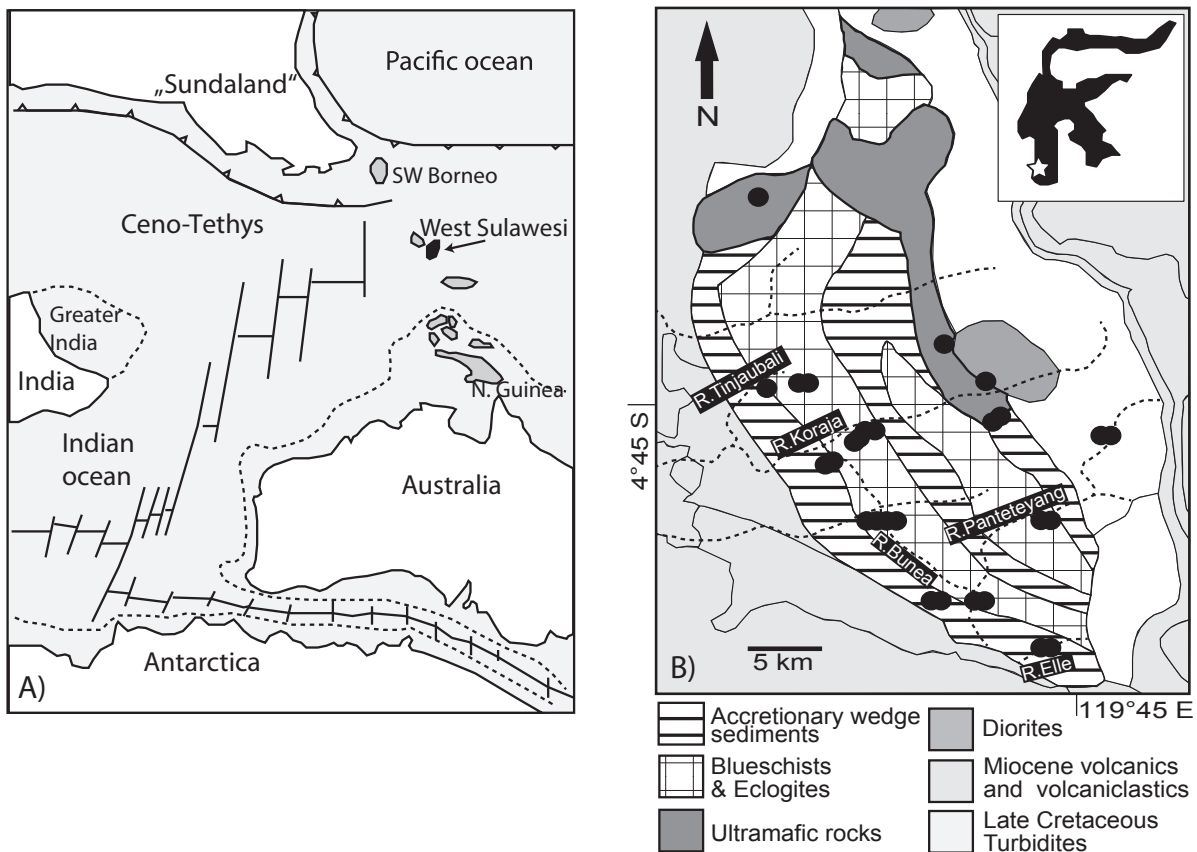 Pacific ocean
„Sundaland“
SW Borneo
Ceno-Tethys
West Sulawesi
Greater
India
India
N. Guinea
Indian
ocean
Australia
Antarctica
A)
N
R.Tinjaubali
R.Koraja
4°45 S
R.Panteteyang
R.Bunea
5 km
R.Elle
B)
119°45 E
Accretionary wedge
sediments
Blueschists
& Eclogites
Ultramafic rocks
Diorites
Miocene volcanics
and volcaniclastics
Late Cretaceous
Turbidites